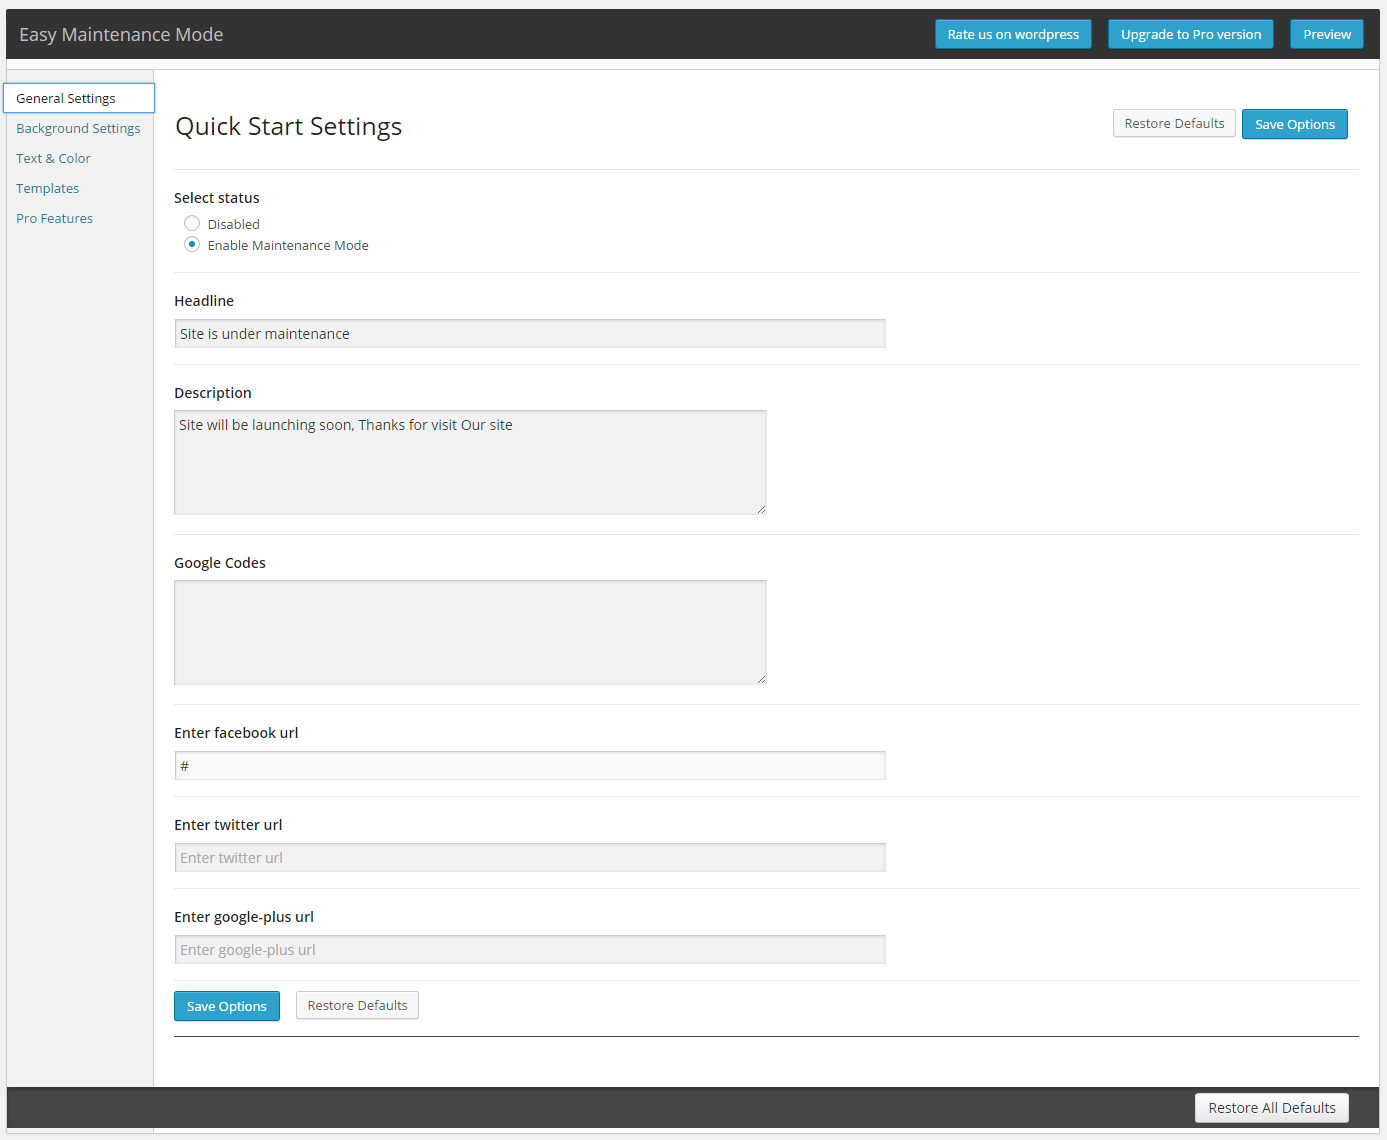 Easy Maintenance Mode
Rate us on wordpress
Upgrade to Pro version
Preview
General Settings
Background Settings
Text & Color
Templates
Pro Features
Quick Start Settings
Restore Defaults
Save Options
Select status
Disabled
Enable Maintenance Mode
Headline
Site is under maintenance
Description
Site will be launching soon, Thanks for visit Our site
Google Codes
Enter facebook url
#
Enter twitter url
Enter twitter url
Enter google-plus url
Enter google-plus url
Save Options
Restore Defaults
Restore All Defaults